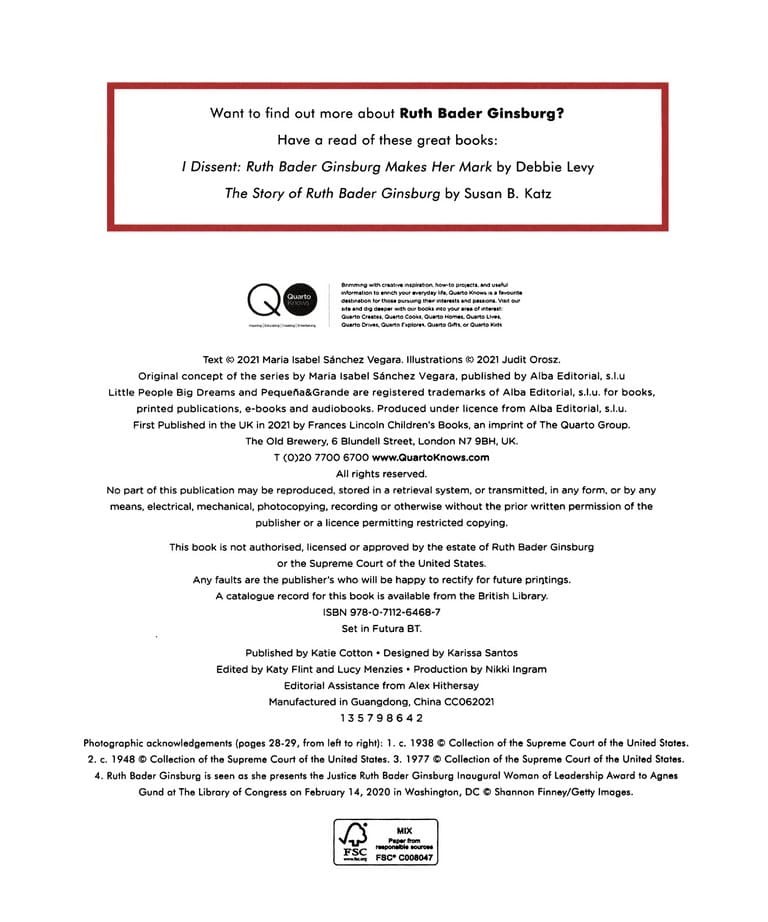 Want to find out more about Ruth Bader Ginsburg?
Have a read of these great books:
I Dissent: Ruth Bader Ginsburg Makes Her Mark by Debbie Levy
The Story of Ruth Bader Ginsburg by Susan B. Katz
Quarto
Knows
Inspiring | Educating | Creating | Entertaining
Brimming with creative inspiration, how-to projects, and useful
information to enrich your everyday life, Quarto Knows is a favourite
destination for those pursuing their interests and passions. Visit our
site and dig deeper with our books into your area of interest:
Quarto Creates, Quarto Cooks, Quarto Homes, Quarto Lives,
Quarto Drives, Quarto Explores, Quarto Gifts, or Quarto Kids
Text © 2021 Maria Isabel Sánchez Vegara. Illustrations © 2021 Judit Orosz.
Original concept of the series by Maria Isabel Sánchez Vegara, published by Alba Editorial, s.l.u
Little People Big Dreams and Pequeña&Grande are registered trademarks of Alba Editorial, s.l.u. for books,
printed publications, e-books and audiobooks. Produced under licence from Alba Editorial, s.l.u.
First Published in the UK in 2021 by Frances Lincoln Children's Books, an imprint of The Quarto Group.
The Old Brewery, 6 Blundell Street, London N7 9BH, UK.
T (0)20 7700 6700 www.QuartoKnows.com
All rights reserved.
No part of this publication may be reproduced, stored in a retrieval system, or transmitted, in any form, or by any
means, electrical, mechanical, photocopying, recording or otherwise without the prior written permission of the
publisher or a licence permitting restricted copying.
This book is not authorised, licensed or approved by the estate of Ruth Bader Ginsburg
or the Supreme Court of the United States.
Any faults are the publisher's who will be happy to rectify for future printings.
A catalogue record for this book is available from the British Library.
ISBN 978-0-7112-6468-7
Set in Futura BT.
Published by Katie Cotton • Designed by Karissa Santos
Edited by Katy Flint and Lucy Menzies • Production by Nikki Ingram
Editorial Assistance from Alex Hithersay
Manufactured in Guangdong, China CC062021
1 3 5 7 9 8 6 4 2
Photographic acknowledgements (pages 28-29, from left to right): 1. c. 1938 © Collection of the Supreme Court of the United States.
2. c. 1948 © Collection of the Supreme Court of the United States. 3. 1977 © Collection of the Supreme Court of the United States.
4. Ruth Bader Ginsburg is seen as she presents the Justice Ruth Bader Ginsburg Inaugural Woman of Leadership Award to Agnes
Gund at The Library of Congress on February 14, 2020 in Washington, DC © Shannon Finney/Getty Images.
FSC
www.fsc.org
MIX
Paper from
responsible sources
FSC® C008047